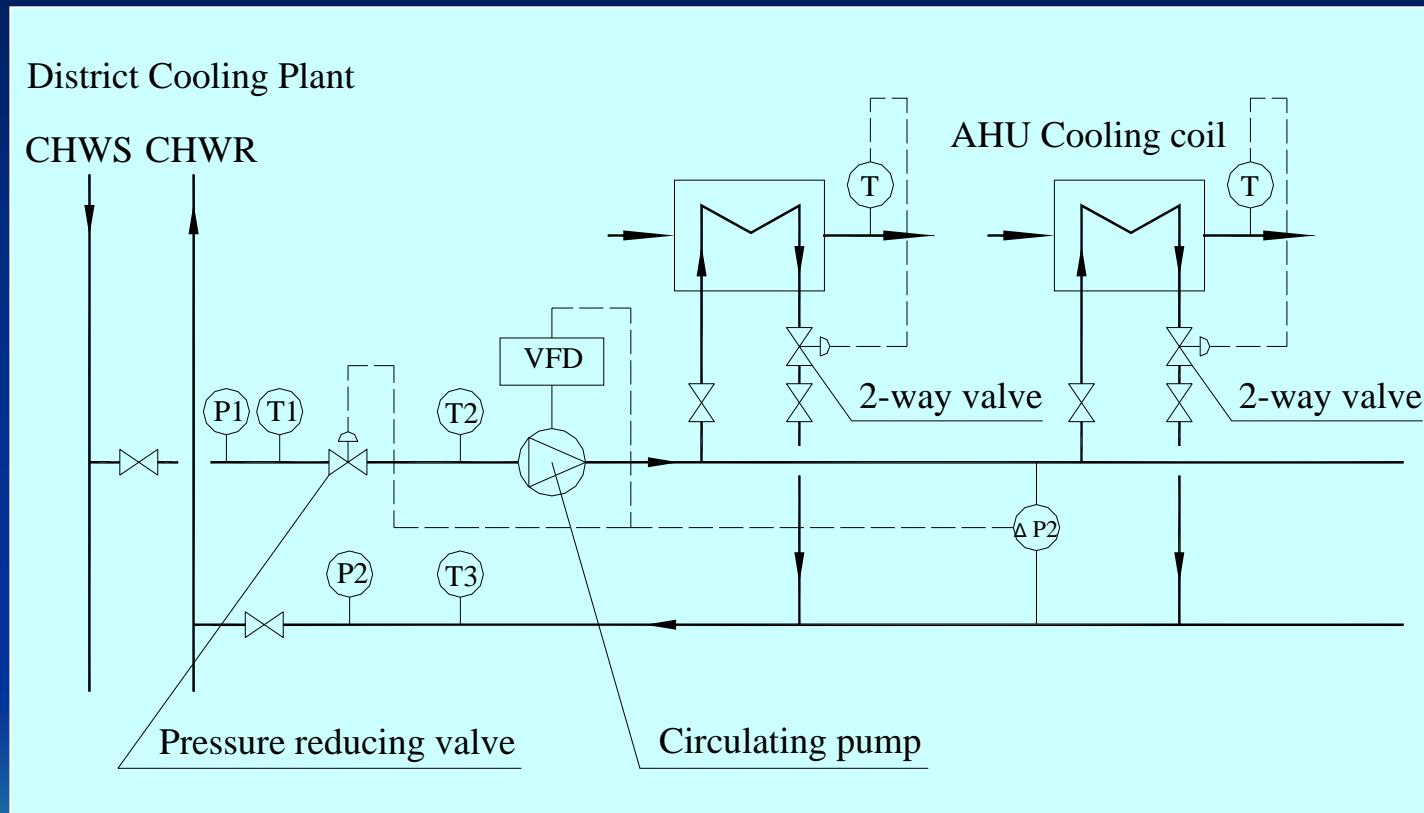 District Cooling Plant
CHWS CHWR
AHU Cooling coil
T
T
VFD
2-way valve
2-way valve
P1
T1
T2
Δ P2
P2
T3
Pressure reducing valve
Circulating pump